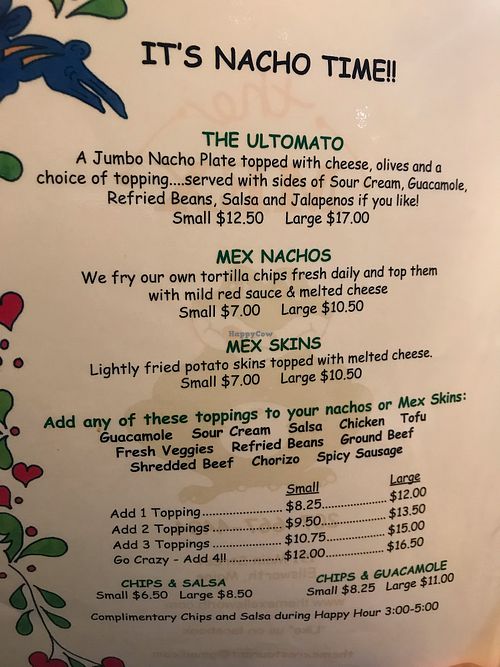 IT'S NACHO TIME!!
THE ULTOMATO
A Jumbo Nacho Plate topped with cheese, olives and a
choice of topping....served with sides of Sour Cream, Guacamole,
Refried Beans, Salsa and Jalapenos if you like!
Small $12.50 Large $17.00
MEX NACHOS
We fry our own tortilla chips fresh daily and top them
with mild red sauce & melted cheese
Small $7.00 Large $10.50
HappyCow
MEX SKINS
Lightly fried potato skins topped with melted cheese.
Small $7.00 Large $10.50
Add any of these toppings to your nachos or Mex Skins:
Guacamole Sour Cream Salsa Chicken Tofu
Fresh Veggies Refried Beans Ground Beef
Shredded Beef Chorizo Spicy Sausage
Small Large
Add 1 Topping........................$8.25........................$12.00
Add 2 Toppings......................$9.50........................$13.50
Add 3 Toppings......................$10.75......................$15.00
Go Crazy - Add 4!!..................$12.00......................$16.50
CHIPS & SALSA CHIPS & GUACAMOLE
Small $6.50 Large $8.50 Small $8.25 Large $11.00
Complimentary Chips and Salsa during Happy Hour 3:00-5:00